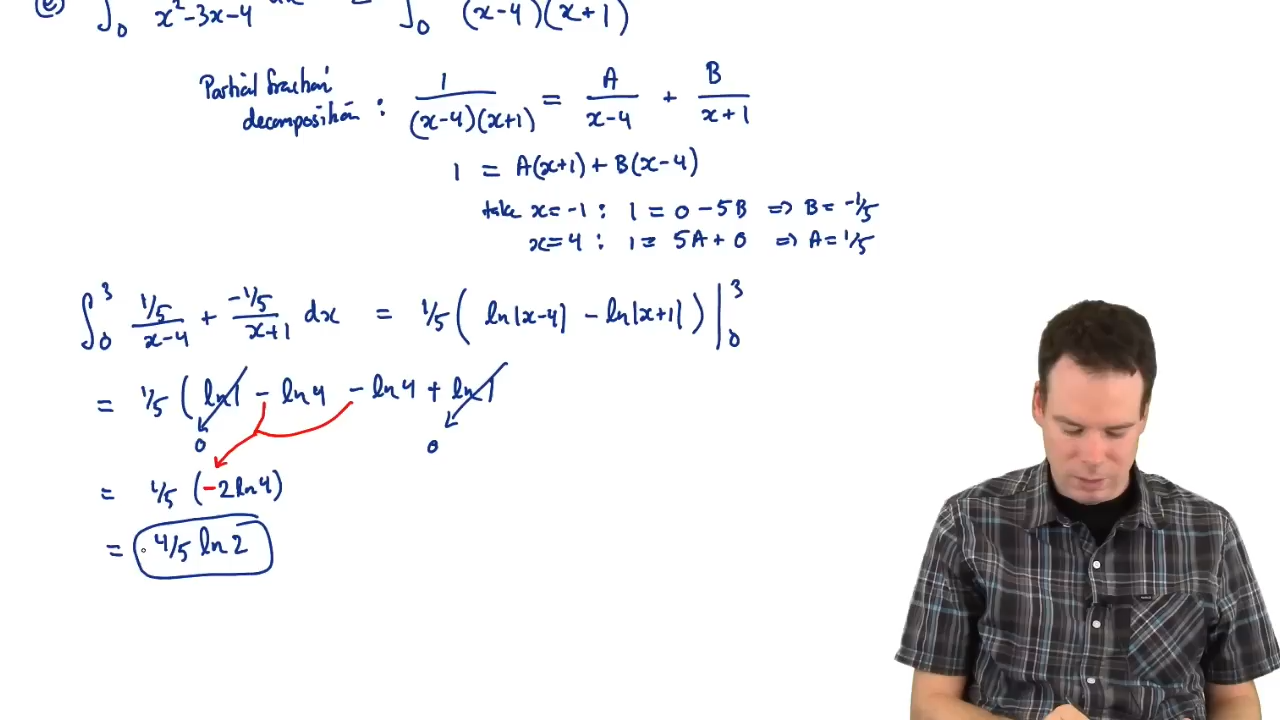 (e) ∫₀ x²-3x-4 dx = ∫₀ (x-4)(x+1)
Partial fraction decomposition : 1/((x-4)(x+1)) = A/(x-4) + B/(x+1)
1 = A(x+1) + B(x-4)
take x=-1 : 1 = 0 - 5B ⇒ B = -1/5
x=4 : 1 = 5A + 0 ⇒ A = 1/5
∫₀³ (1/5)/(x-4) + (-1/5)/(x+1) dx = 1/5 ( ln|x-4| - ln|x+1| ) |₀³
= 1/5 ( ln1 - ln4 - ln4 + ln1
0 0
= 1/5 (-2ln4)
= 4/5 ln2